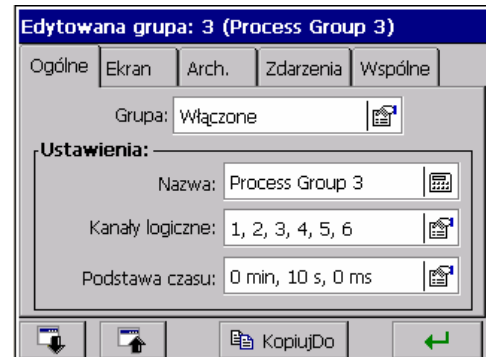 Edytowana grupa: 3 (Process Group 3)
Ogólne Ekran Arch. Zdarzenia Wspólne
Grupa: Włączone
Ustawienia:
Nazwa: Process Group 3
Kanały logiczne: 1, 2, 3, 4, 5, 6
Podstawa czasu: 0 min, 10 s, 0 ms
KopiujDo